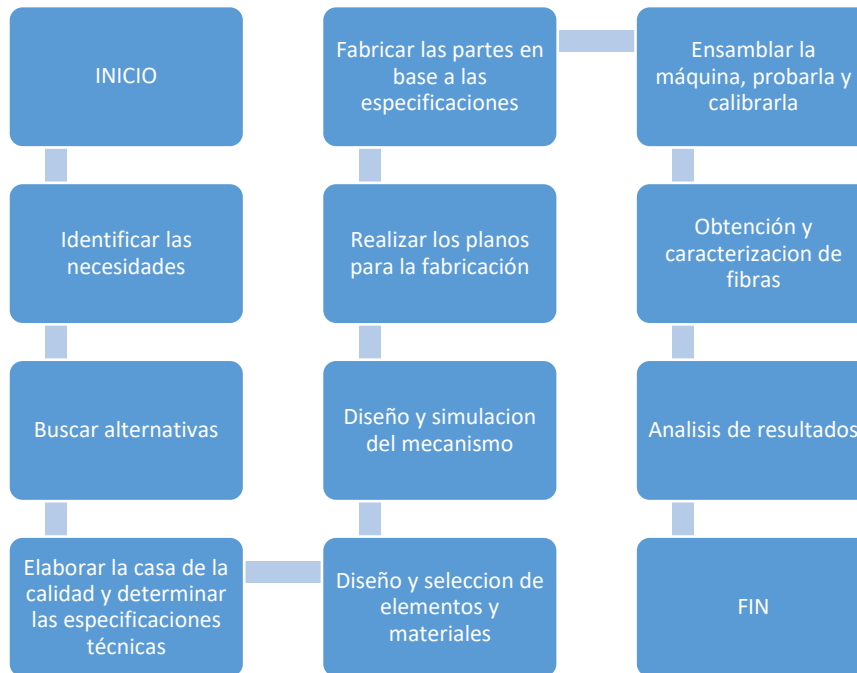 INICIO
Identificar las
necesidades
Buscar alternativas
Elaborar la casa de la
calidad y determinar
las especificaciones
técnicas
Diseño y seleccion de
elementos y
materiales
Diseño y simulacion
del mecanismo
Realizar los planos
para la fabricación
Fabricar las partes en
base a las
especificaciones
Ensamblar la
máquina, probarla y
calibrarla
Obtención y
caracterizacion de
fibras
Analisis de resultados
FIN